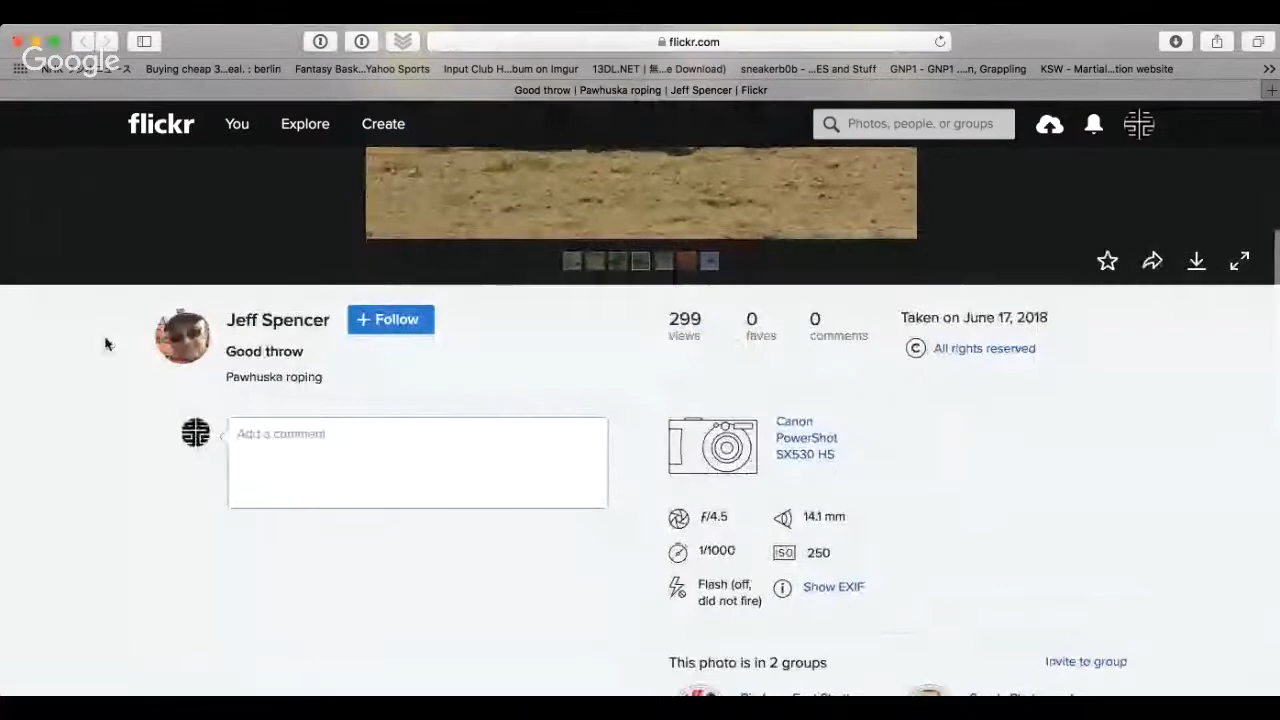 flickr.com
Google
Buying cheap 3...eal. : berlin
Fantasy Bask...Yahoo Sports
Input Club H...bum on Imgur
13DL.NET | 無...e Download)
sneakerb0b - ...ES and Stuff
GNP1 - GNP1 ....n, Grappling
KSW - Martial...tion website
Good throw | Pawhuska roping | Jeff Spencer | Flickr
flickr
You
Explore
Create
Photos, people, or groups
Jeff Spencer
+ Follow
Good throw
Pawhuska roping
Add a comment
299
views
0
faves
0
comments
Taken on June 17, 2018
© All rights reserved
Canon
PowerShot
SX530 HS
ƒ/4.5
14.1 mm
1/1000
ISO
250
Flash (off,
did not fire)
Show EXIF
This photo is in 2 groups
Invite to group